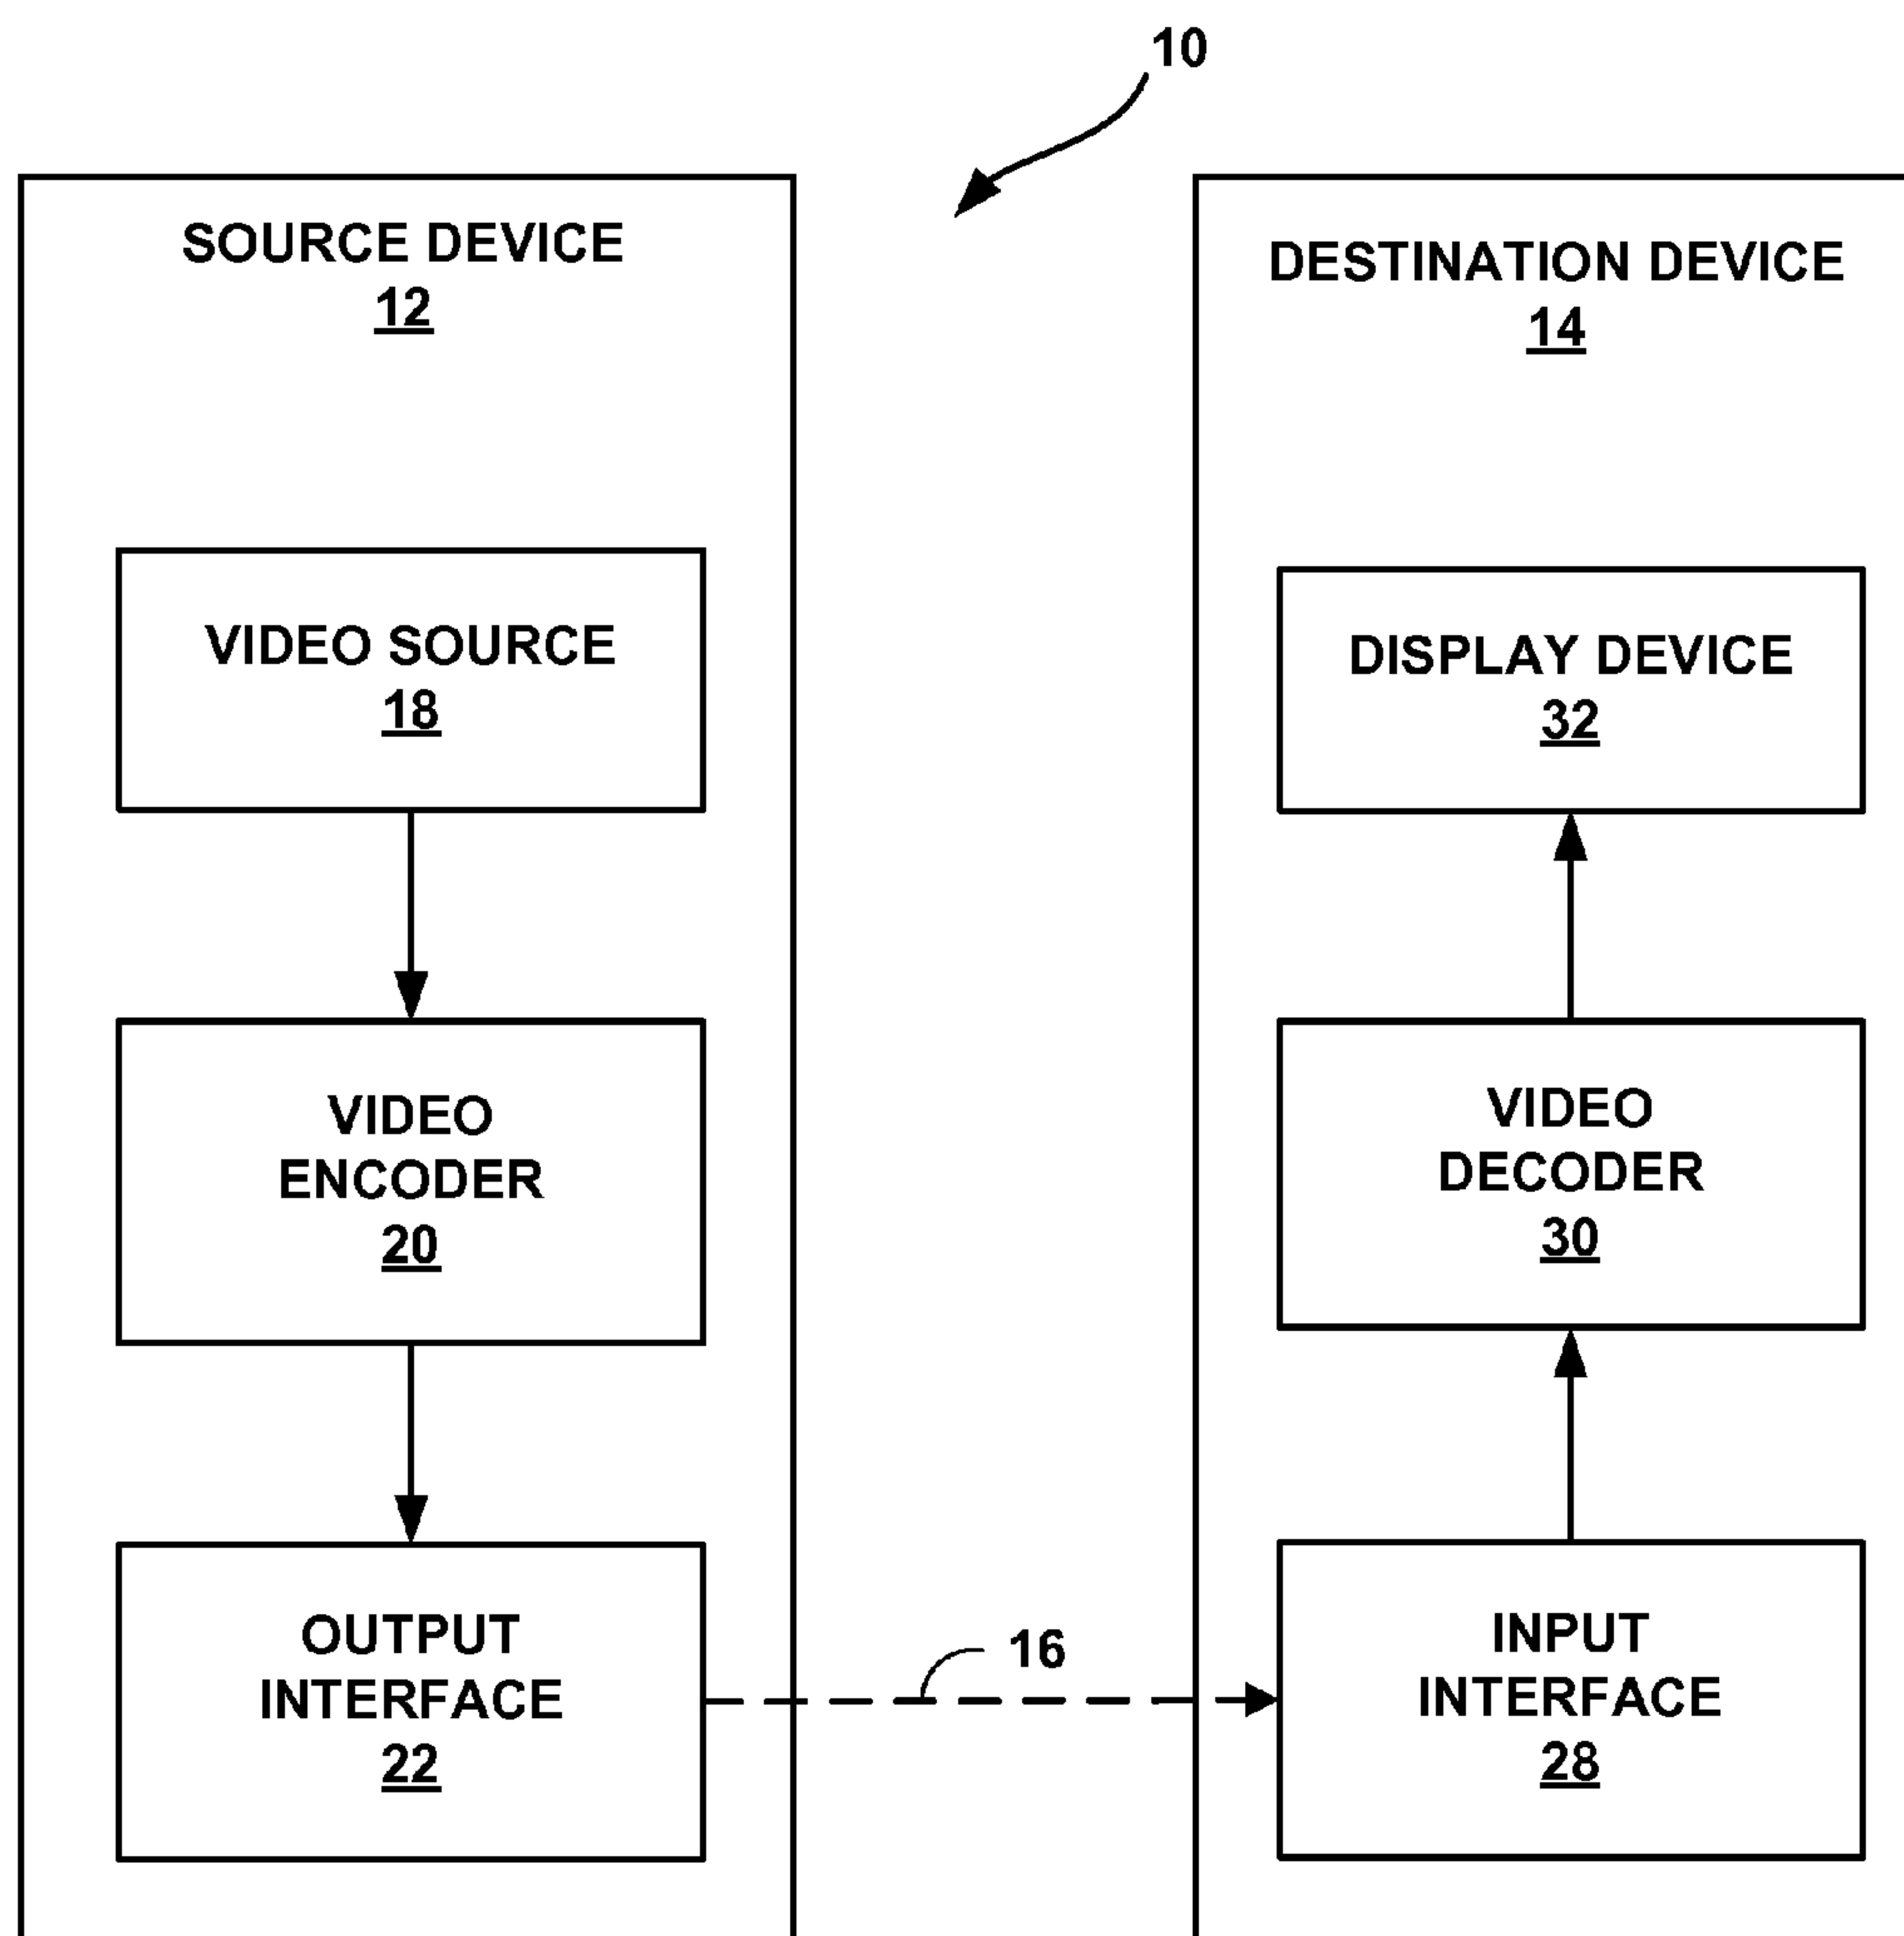 10
SOURCE DEVICE
12
VIDEO SOURCE
18
VIDEO
ENCODER
20
OUTPUT
INTERFACE
22
16
DESTINATION DEVICE
14
DISPLAY DEVICE
32
VIDEO
DECODER
30
INPUT
INTERFACE
28